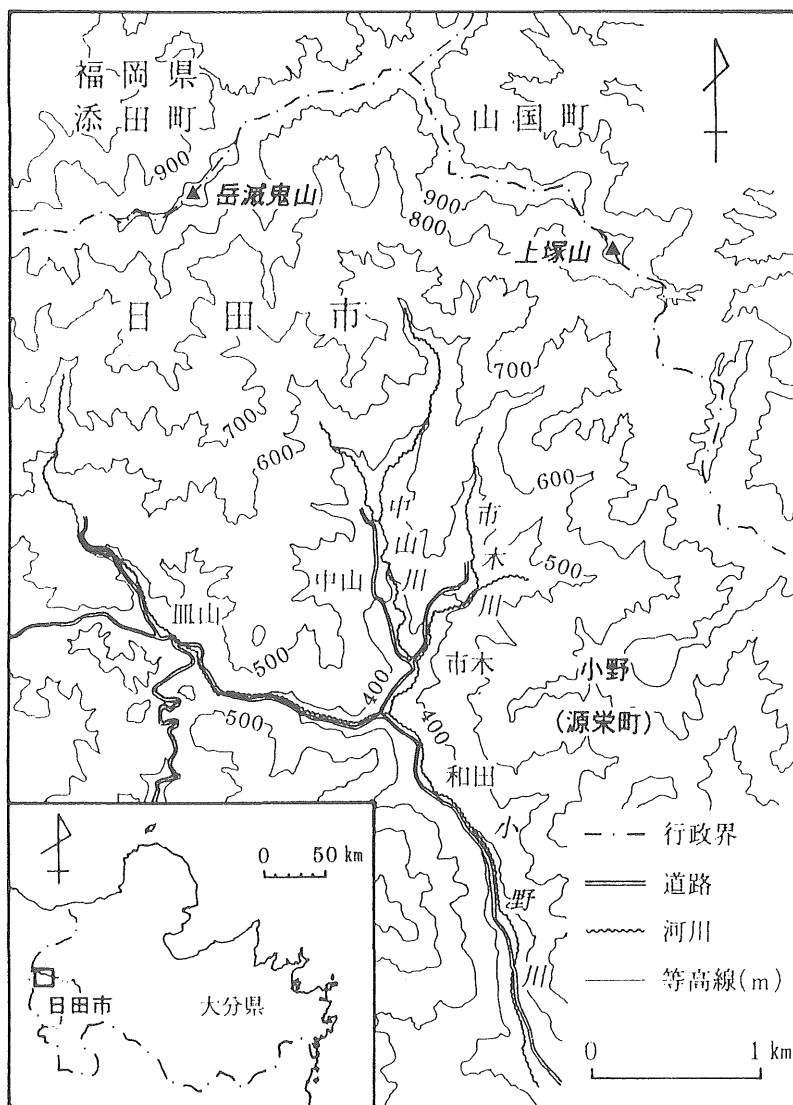 福岡県
添田町
山国町
900
岳滅鬼山
900
800
上塚山
日田市
700
700
600
600
中山川
市木川
500
中山
皿山
500
400
市木
小野
(源栄町)
500
400
和田
小野川
行政界
道路
河川
等高線(m)
0 1 km
0 50 km
日田市
大分県